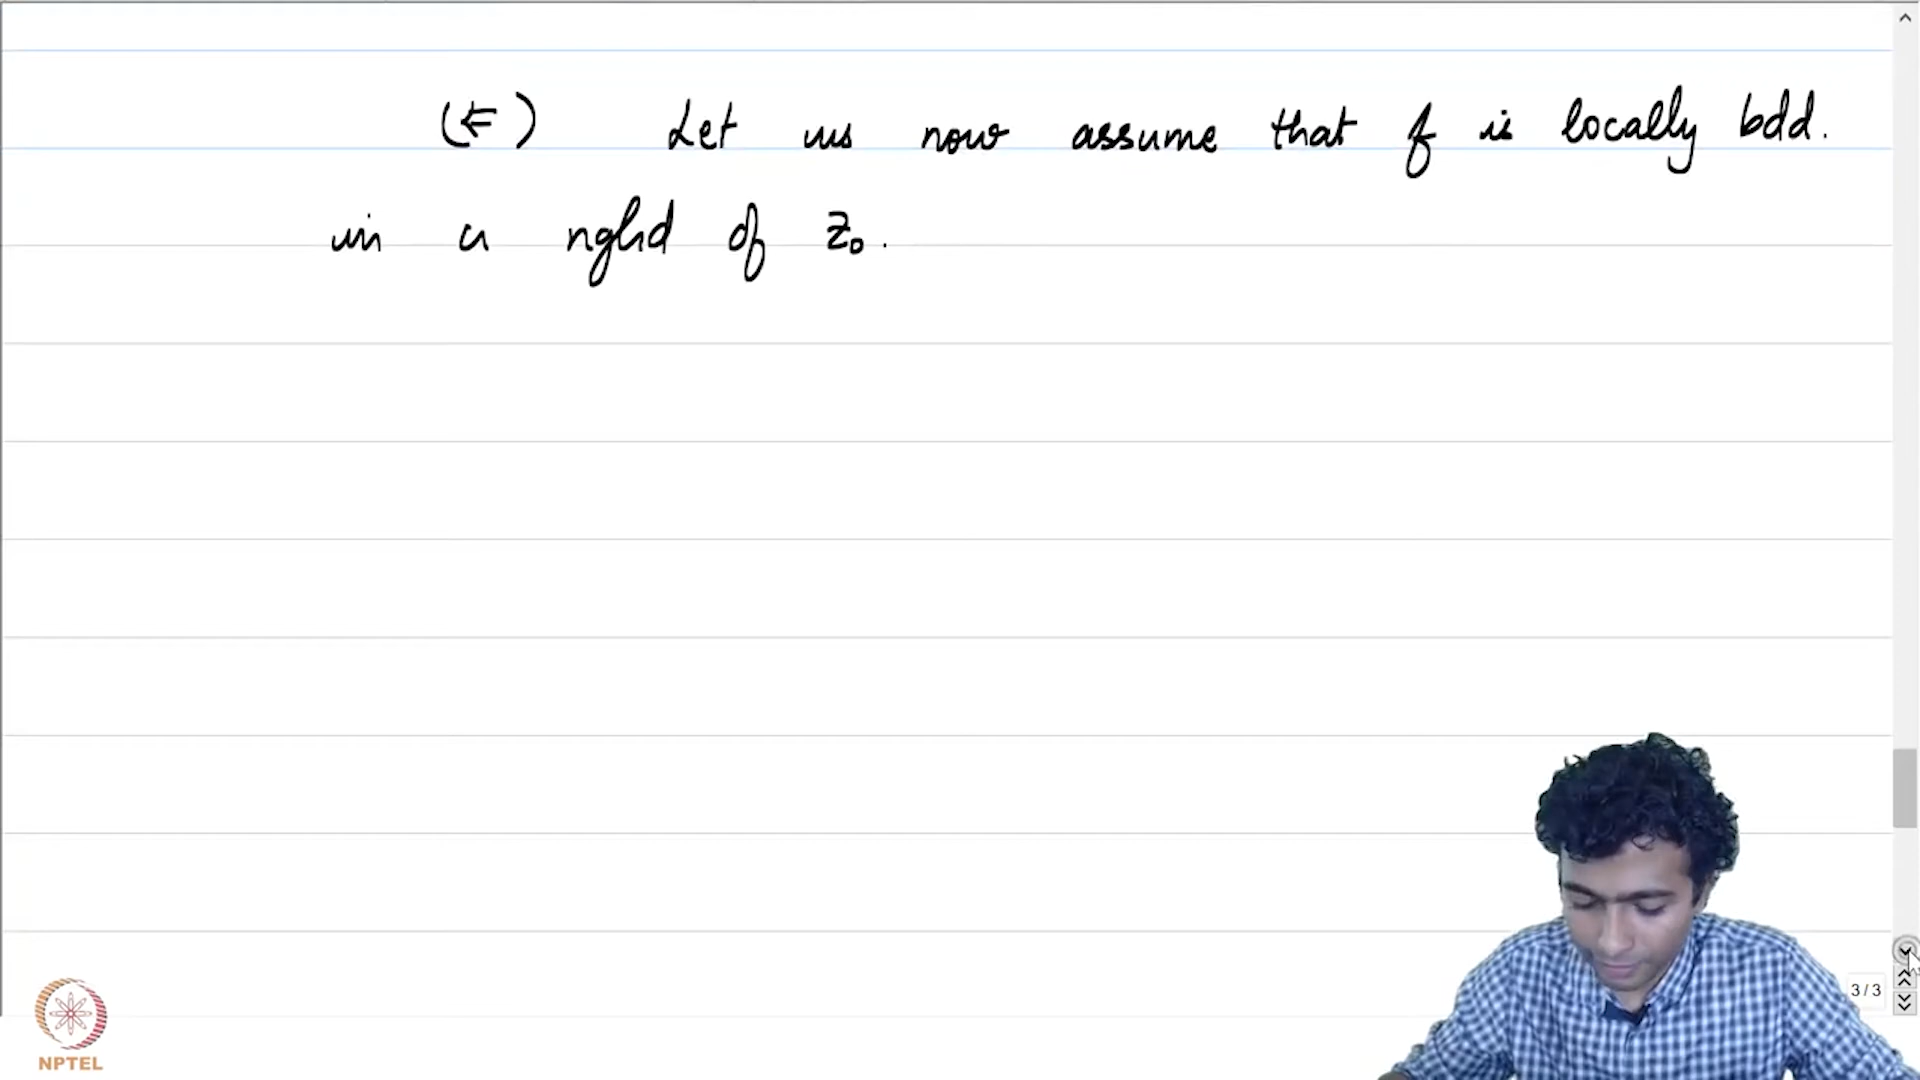 (⇐) Let us now assume that f is locally bdd.
in a nghd of z₀.
3 / 3
NPTEL